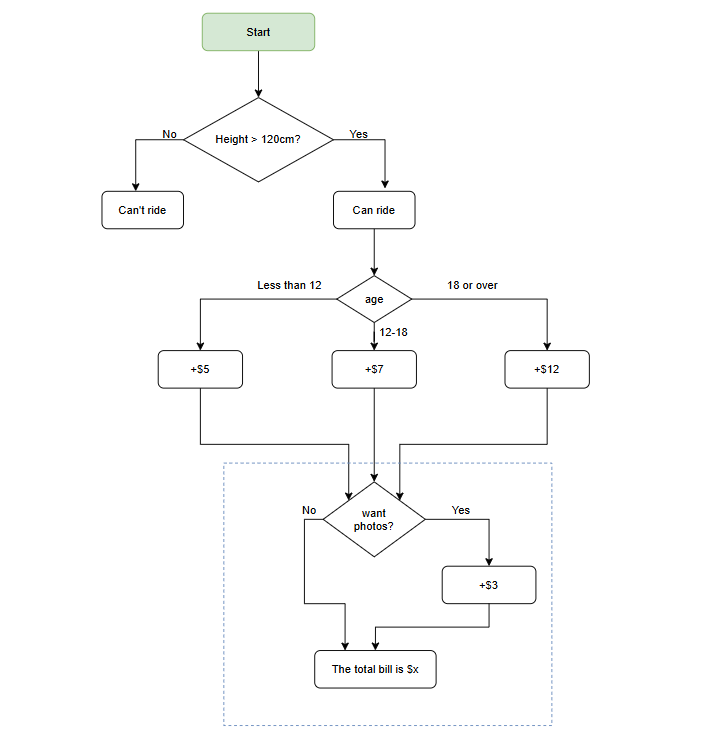 Start
Height > 120cm?
No
Yes
Can't ride
Can ride
Less than 12
age
18 or over
12-18
+$5
+$7
+$12
No
want
photos?
Yes
+$3
The total bill is $x